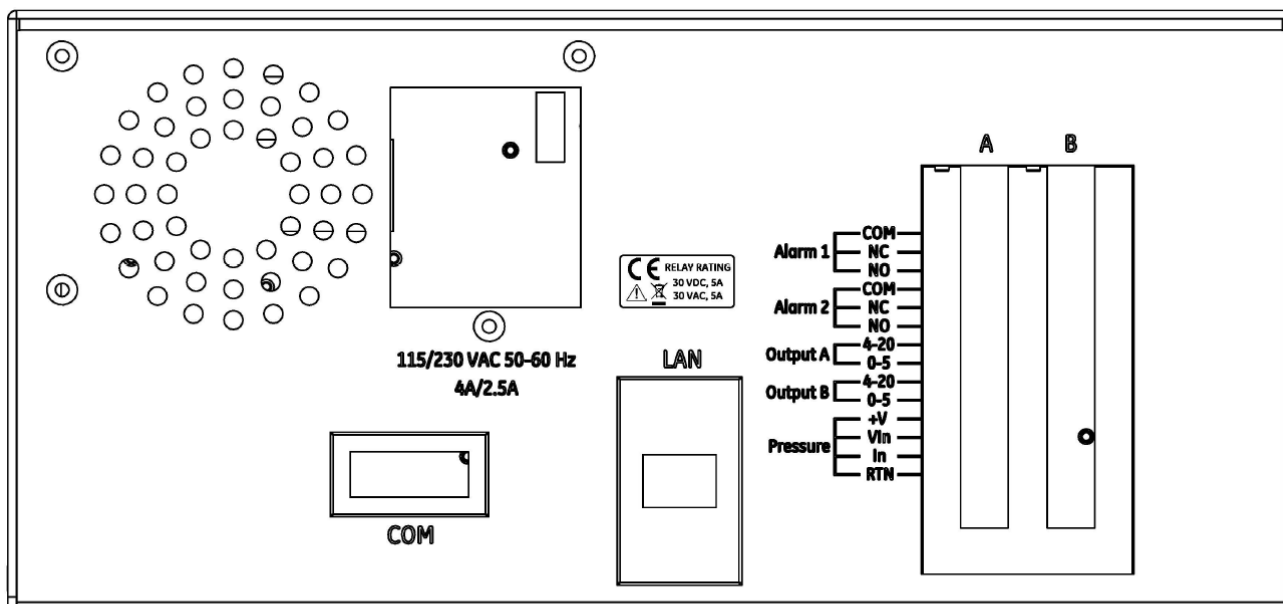 A B
COM
Alarm 1 NC
NO
COM
Alarm 2 NC
NO
Output A 4-20
0-5
Output B 4-20
0-5
+V
Pressure VIn
In
RTN
CE RELAY RATING
30 VDC, 5A
30 VAC, 5A
115/230 VAC 50-60 Hz
4A/2.5A
LAN
COM